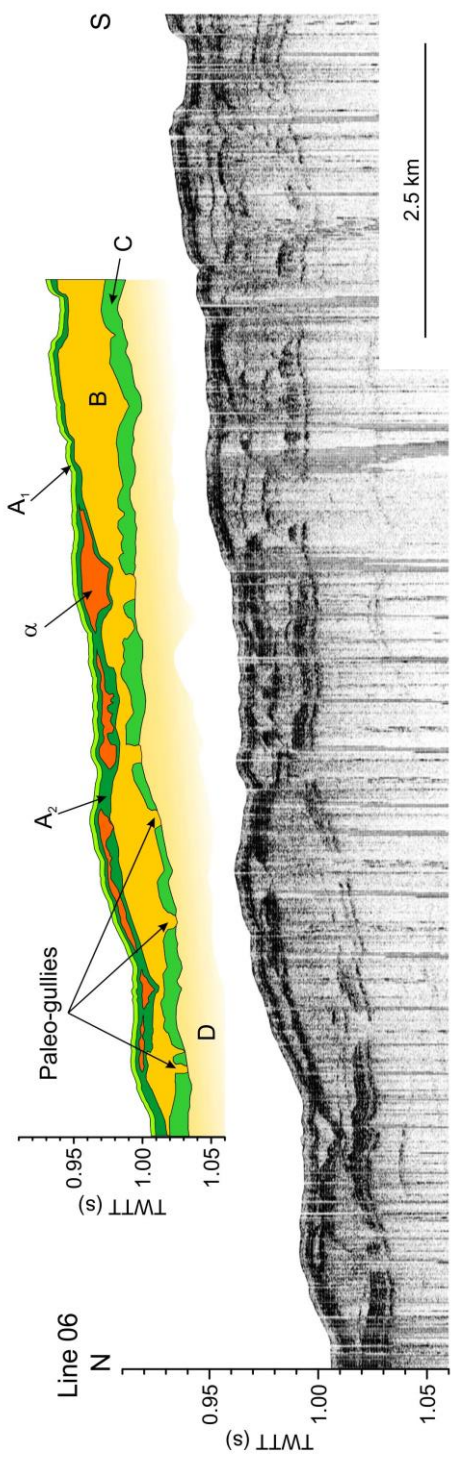 Line 06
N
S
TWTT (s)
0.95
1.00
1.05
Paleo-gullies
A₂
α
A₁
B
C
D
TWTT (s)
0.95
1.00
1.05
2.5 km